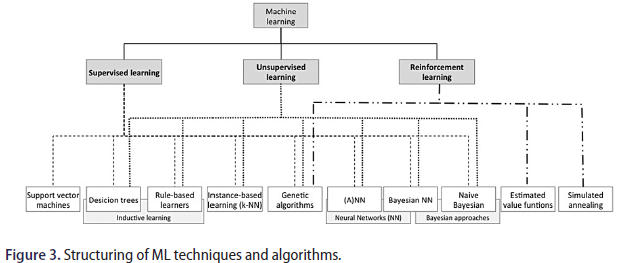 Machine
learning
Supervised learning
Unsupervised
learning
Reinforcement
learning
Support vector
machines
Desicion trees
Rule-based
learners
Instance-based
learning (k-NN)
Genetic
algorithms
(A)NN
Bayesian NN
Naive
Bayesian
Estimated
value funtions
Simulated
annealing
Inductive learning
Neural Networks (NN)
Bayesian approaches
Figure 3. Structuring of ML techniques and algorithms.